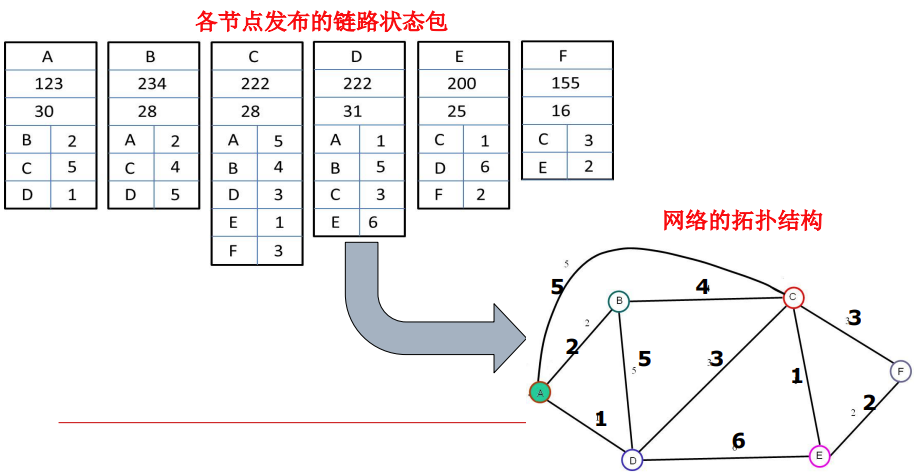 各节点发布的链路状态包
A B C D E F
123 234 222 222 200 155
30 28 28 31 25 16
B 2 A 2 A 5 A 1 C 1 C 3
C 5 C 4 B 4 B 5 D 6 E 2
D 1 D 5 D 3 C 3 F 2
E 1 E 6
F 3
网络的拓扑结构
5
5
B 4 C
2
3 3
2
5 3
3
5
F
1
A
2
2
1
6
D 6 E